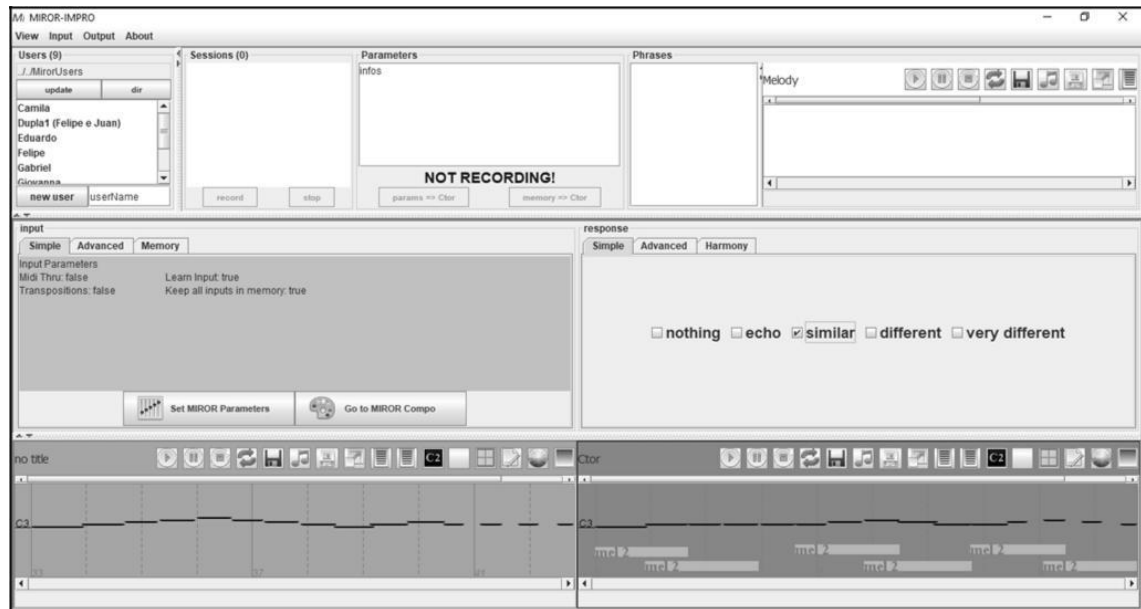 MIROR-IMPRO
View Input Output About
Users (9)
../../MirorUsers
update dir
Camila
Dupla1 (Felipe e Juan)
Eduardo
Felipe
Gabriel
Giovanna
new user userName
Sessions (0)
record stop
Parameters
infos
NOT RECORDING!
params => Ctor memory => Ctor
Phrases
Melody
input
Simple Advanced Memory
Input Parameters
Midi Thru: false Learn Input: true
Transpositions: false Keep all inputs in memory: true
Set MIROR Parameters Go to MIROR Compo
response
Simple Advanced Harmony
nothing echo similar different very different
no title C2
C3
33 37 41
Ctor C2
C3
mel 2 mel 2 mel 2
mel 2 mel 2 mel 2